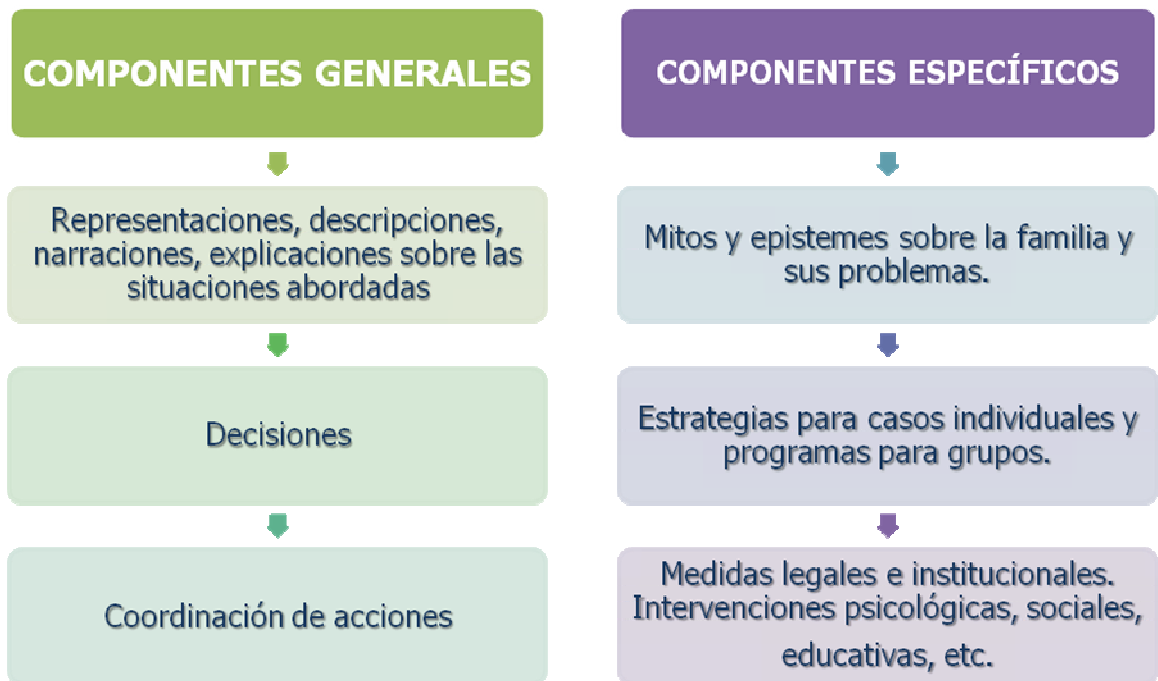 COMPONENTES GENERALES
Representaciones, descripciones,
narraciones, explicaciones sobre las
situaciones abordadas
Decisiones
Coordinación de acciones
COMPONENTES ESPECÍFICOS
Mitos y epistemes sobre la familia y
sus problemas.
Estrategias para casos individuales y
programas para grupos.
Medidas legales e institucionales.
Intervenciones psicológicas, sociales,
educativas, etc.